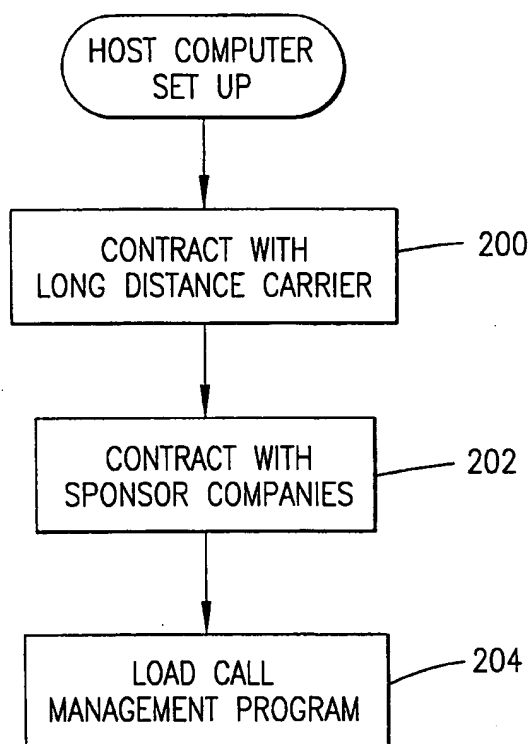 HOST COMPUTER
SET UP
CONTRACT WITH
LONG DISTANCE CARRIER
200
CONTRACT WITH
SPONSOR COMPANIES
202
LOAD CALL
MANAGEMENT PROGRAM
204